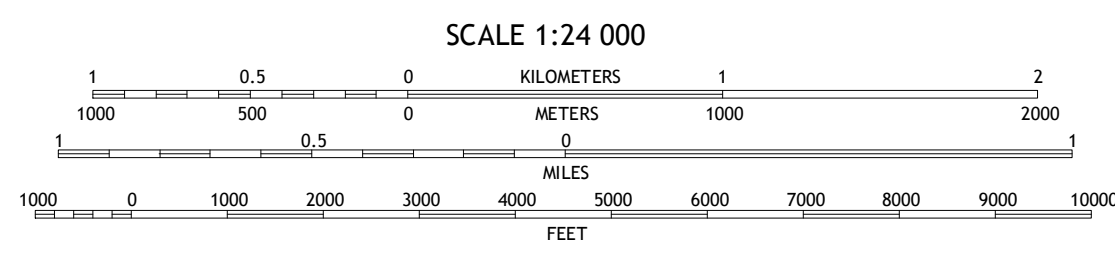 SCALE 1:24 000
1 0.5 0 KILOMETERS 1 2
1000 500 0 METERS 1000 2000
1 0.5 0 1
MILES
1000 0 1000 2000 3000 4000 5000 6000 7000 8000 9000 10000
FEET